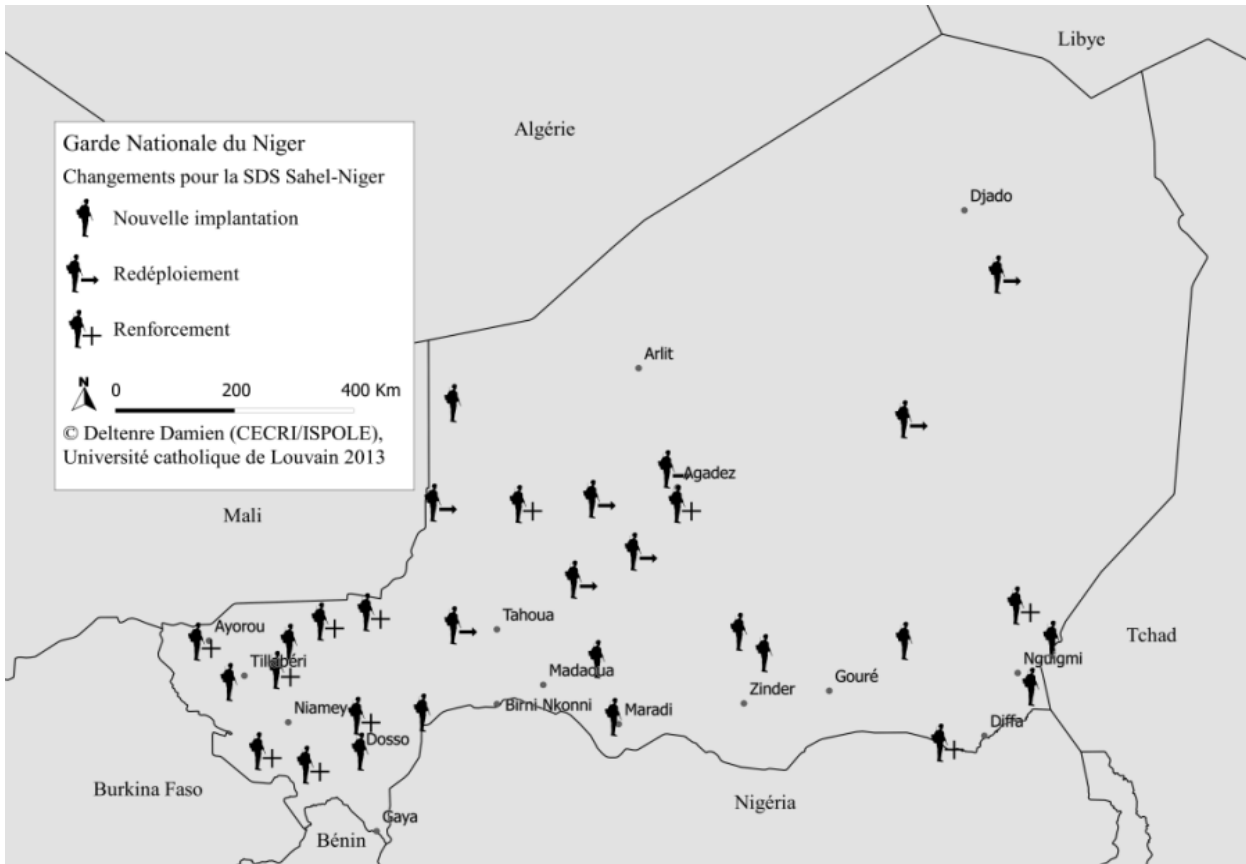 Libye
Algérie
Garde Nationale du Niger
Changements pour la SDS Sahel-Niger
Nouvelle implantation
Redéploiement
Renforcement
N
0 200 400 Km
© Deltenre Damien (CECRI/ISPOLE),
Université catholique de Louvain 2013
Djado
Arlit
Agadez
Mali
Tahoua
Ayorou
Tillabéri
Madaoua
Zinder
Gouré
Nguigmi
Tchad
Niamey
Birni Nkonni
Maradi
Diffa
Dosso
Burkina Faso
Nigéria
Gaya
Bénin